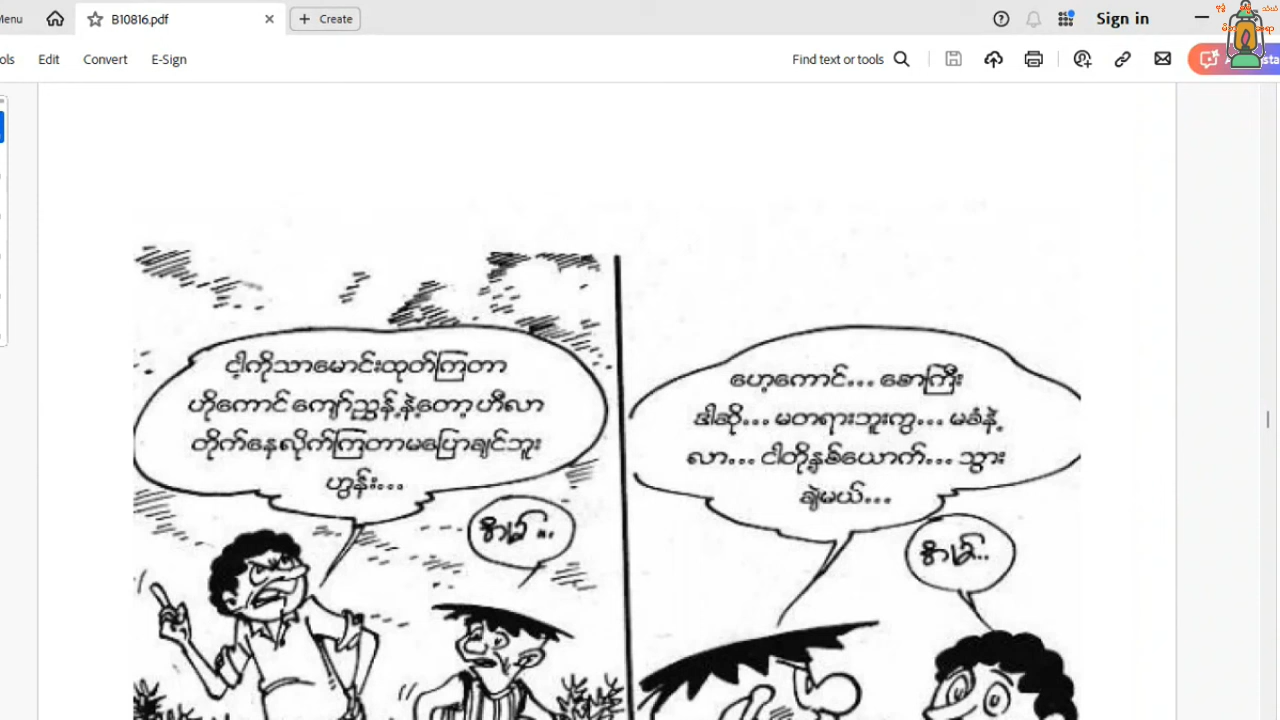 Menu
B10816.pdf
Create
Sign in
Edit
Convert
E-Sign
Find text or tools
ငါ့ကိုသာမောင်းထုတ်ကြတာ
ဟိုကောင် ကျော်ညွန့်နဲ့တော့ ဟီလာ
တိုက်နေလိုက်ကြတာမပြောချင်ဘူး
ဟွန်း...
ဟေ့ကောင်... စောကြီး
ဒါဆို... မတရားဘူးကွ... မခံနဲ့
လာ... ငါတို့နှစ်ယောက်... သွား
ချဲမယ်...